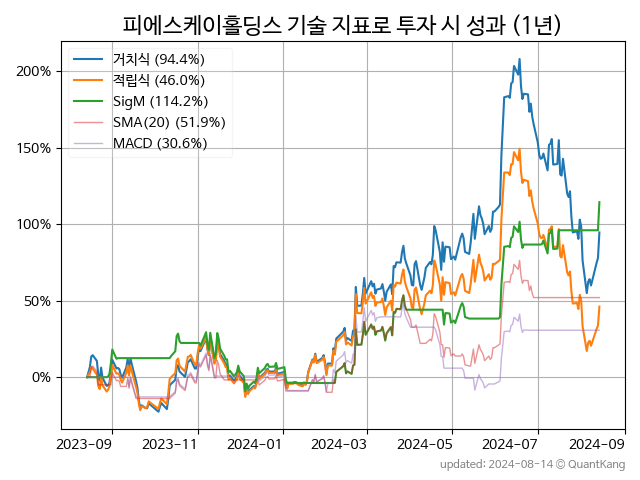 피에스케이홀딩스 기술 지표로 투자 시 성과 (1년)
거치식 (94.4%)
적립식 (46.0%)
SigM (114.2%)
SMA(20) (51.9%)
MACD (30.6%)
200%
150%
100%
50%
0%
2023-09 2023-11 2024-01 2024-03 2024-05 2024-07 2024-09
updated: 2024-08-14 © QuantKang